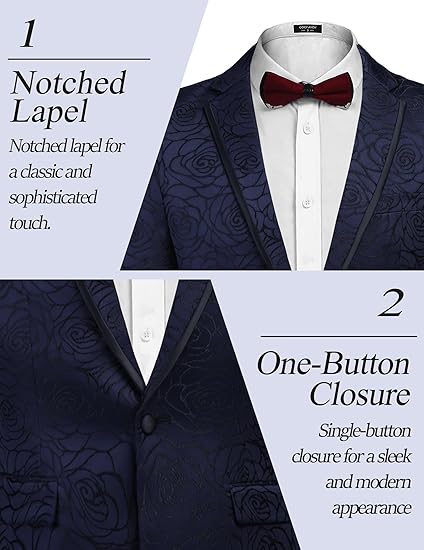 1
Notched
Lapel
Notched lapel for
a classic and
sophisticated
touch.
COOFANDY
2
One-Button
Closure
Single-button
closure for a sleek
and modern
appearance